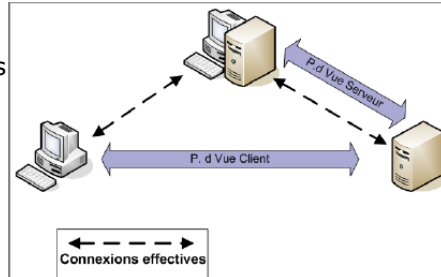 s
P.d Vue Serveur
P. d Vue Client
Connexions effectives